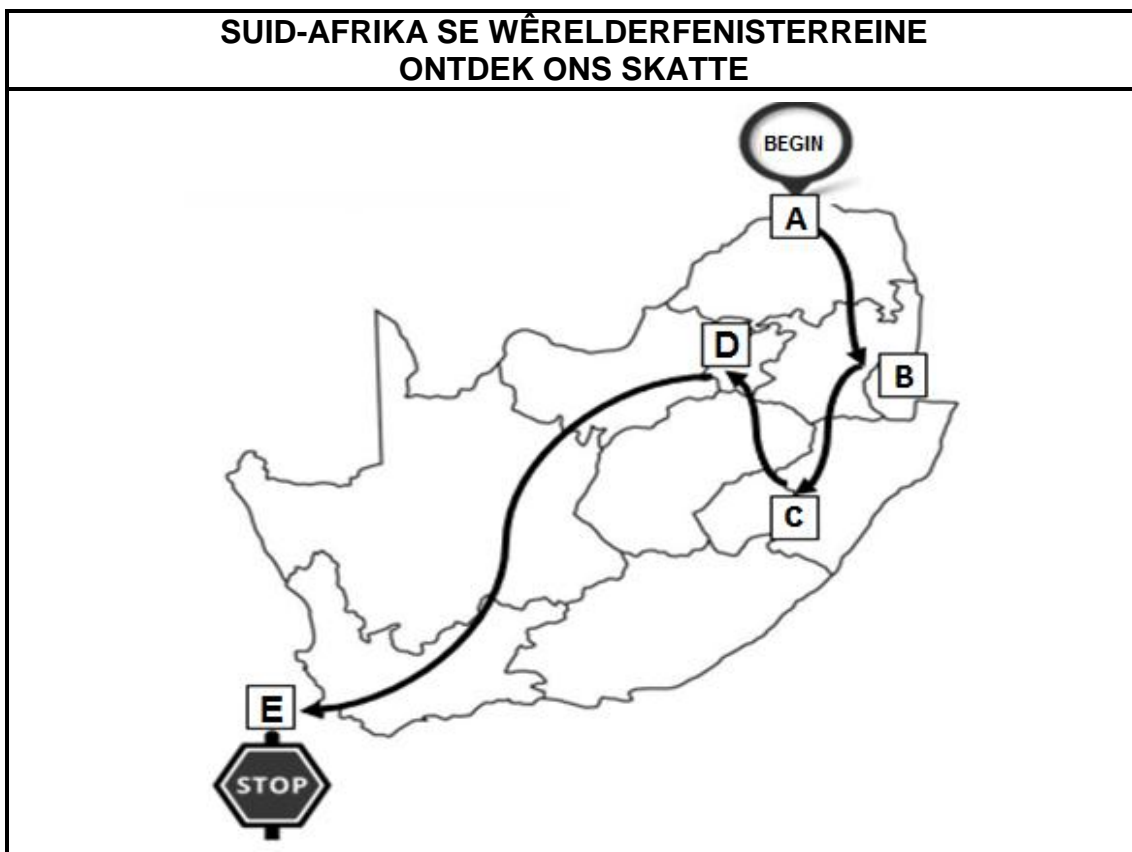 SUID-AFRIKA SE WÊRELDERFENISTERREINE
ONTDEK ONS SKATTE
BEGIN
A
D
B
C
E
STOP